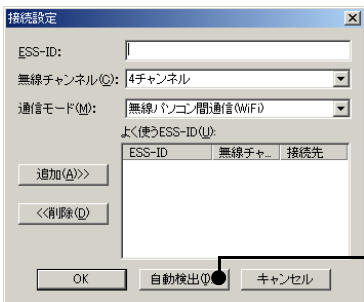 接続設定
ESS-ID:
無線チャンネル(C): 4チャンネル
通信モード(M): 無線パソコン間通信(WiFi)
よく使うESS-ID(U):
ESS-ID 無線チャ... 接続先
追加(A)>>
<<削除(D)
OK 自動検出 キャンセル